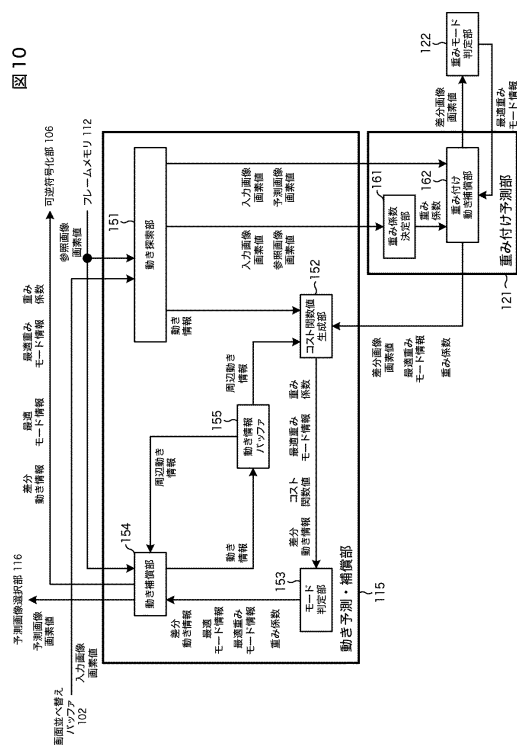 図 10
画面並べ替え
バッファ
102
入力画像
画素値
予測画像選択部 116
予測画像
画素値
差分
動き情報
最適
モード情報
最適重み
モード情報
重み
係数
可逆符号化部 106
参照画像
画素値
フレームメモリ 112
151
動き探索部
動き
情報
入力画像
画素値
予測画像
画素値
入力画像
画素値
参照画像
画素値
154
動き補償部
周辺動き
情報
動き
情報
155
動き情報
バッファ
周辺動き
情報
152
コスト関数値
生成部
差分
動き情報
コスト
関数値
最適重み
モード情報
重み
係数
153
モード
判定部
差分
動き情報
最適
モード情報
最適重み
モード情報
重み係数
動き予測・補償部
115
161
重み係数
決定部
重み
係数
162
重み付け
動き補償部
重み付け予測部
121
差分画像
画素値
最適重み
モード情報
重み係数
差分画像
画素値
最適重み
モード情報
122
重みモード
判定部